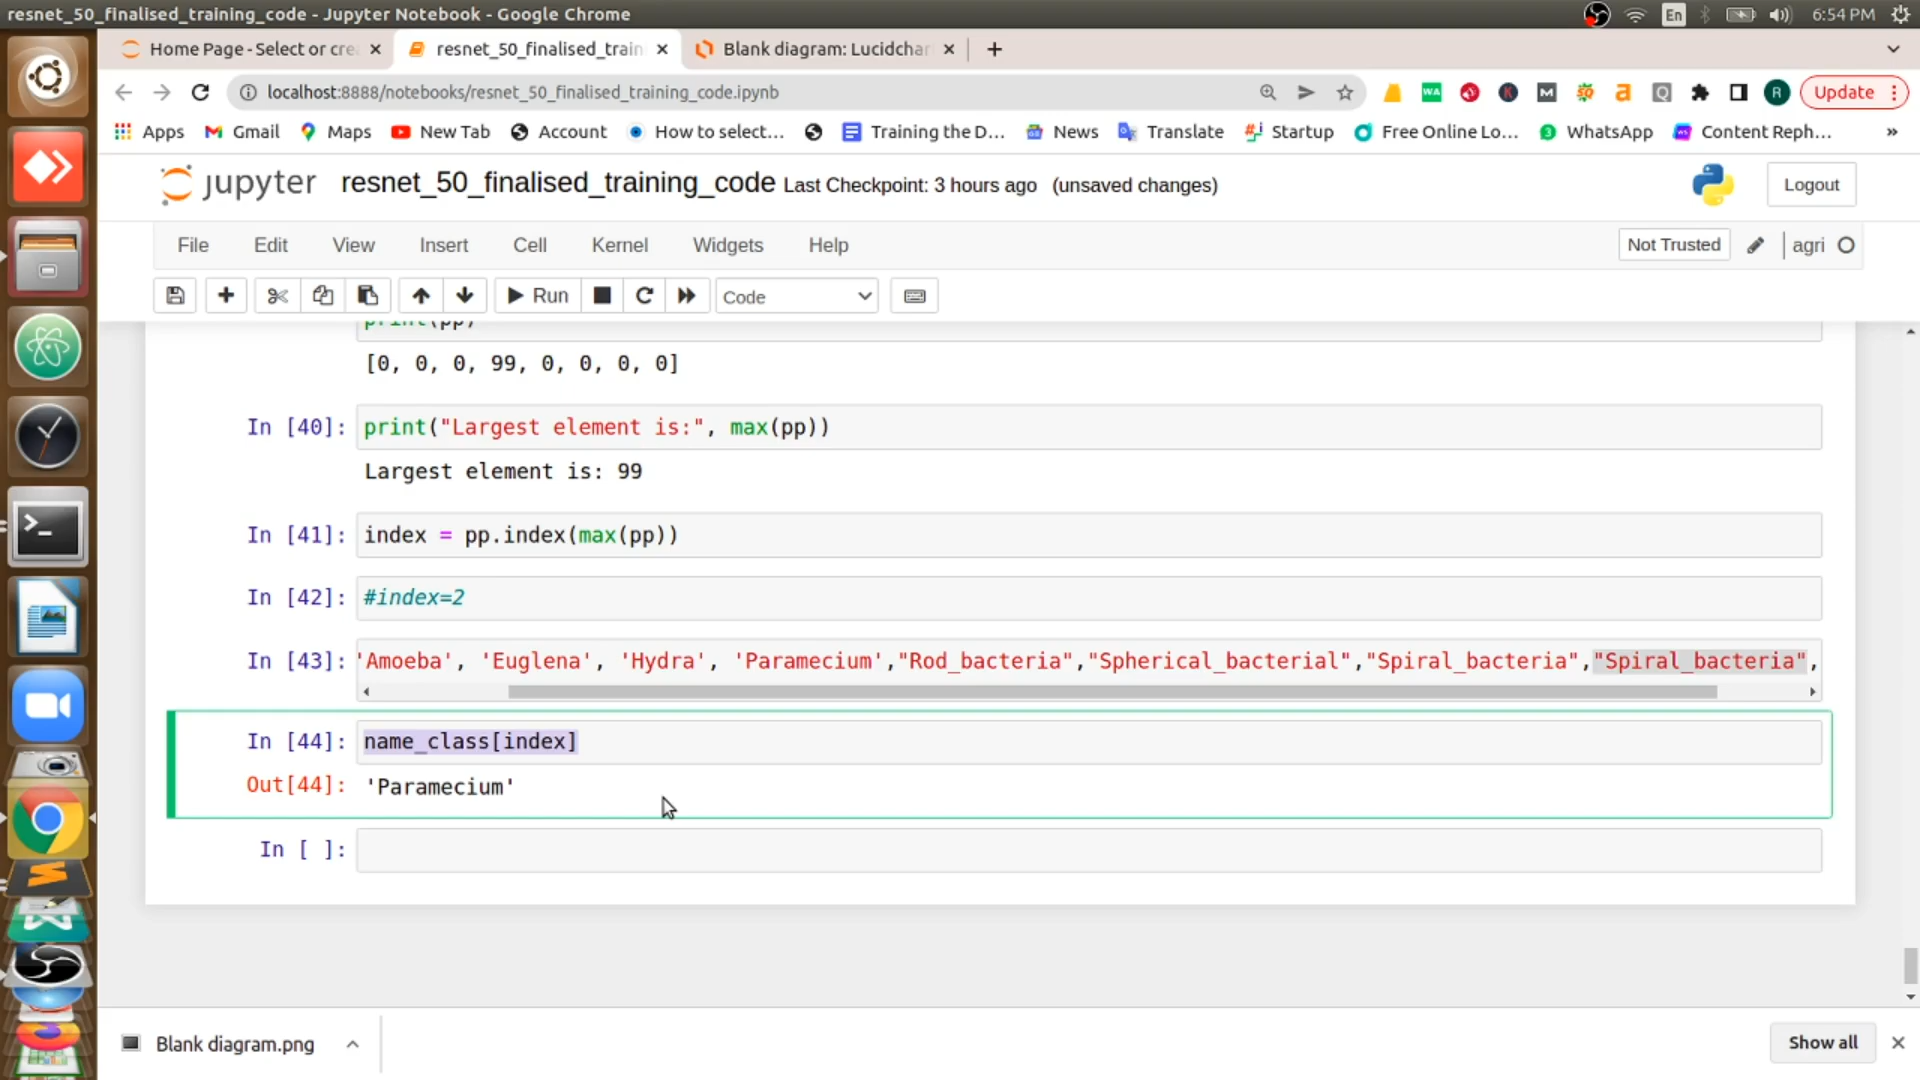 resnet_50_finalised_training_code - Jupyter Notebook - Google Chrome
En
6:54 PM
Home Page - Select or cre
resnet_50_finalised_train
Blank diagram: Lucidchar
localhost:8888/notebooks/resnet_50_finalised_training_code.ipynb
WA
K
M
a
Q
R
Update
Apps
Gmail
Maps
New Tab
Account
How to select...
Training the D...
News
Translate
Startup
Free Online Lo...
WhatsApp
Content Reph...
»
jupyter
resnet_50_finalised_training_code Last Checkpoint: 3 hours ago (unsaved changes)
Logout
File
Edit
View
Insert
Cell
Kernel
Widgets
Help
Not Trusted
agri
Run
Code
print(pp)
[0, 0, 0, 99, 0, 0, 0, 0]
In [40]: print("Largest element is:", max(pp))
Largest element is: 99
In [41]: index = pp.index(max(pp))
In [42]: #index=2
In [43]: 'Amoeba', 'Euglena', 'Hydra', 'Paramecium',"Rod_bacteria","Spherical_bacterial","Spiral_bacteria","Spiral_bacteria",
In [44]: name_class[index]
Out[44]: 'Paramecium'
In [ ]:
Blank diagram.png
Show all